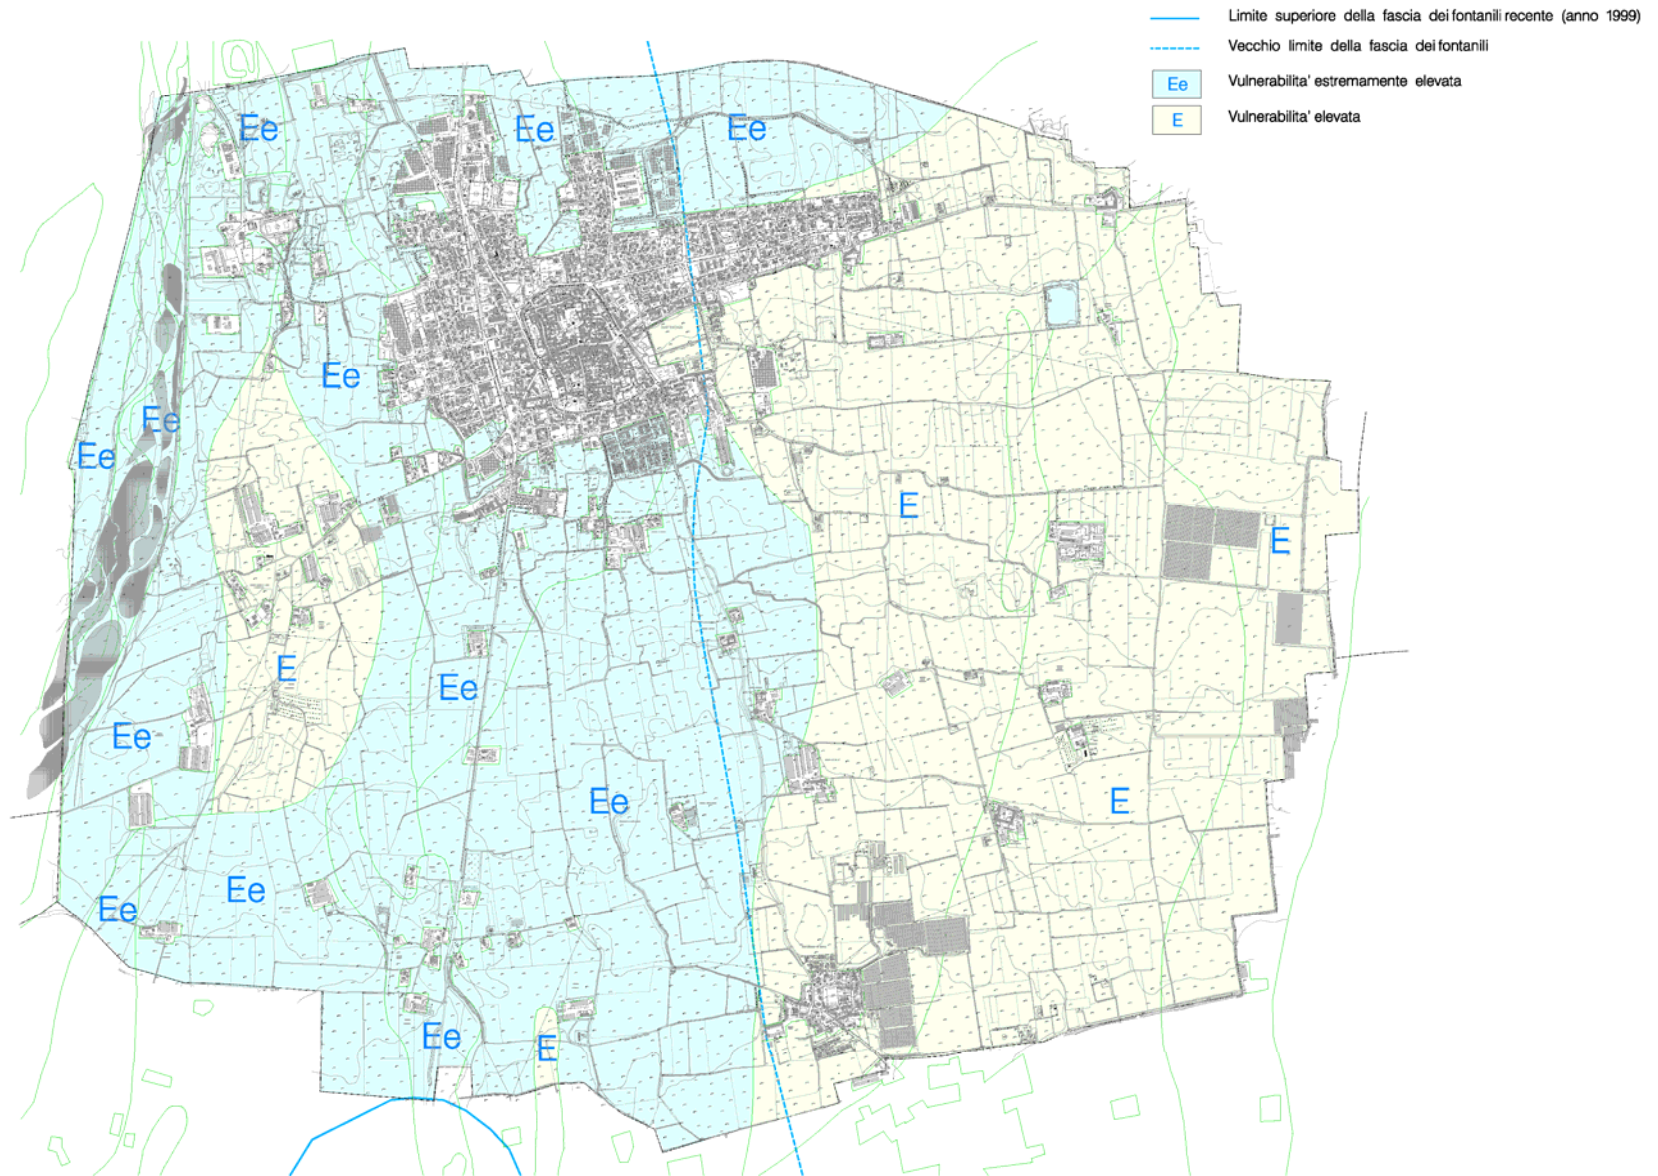 Limite superiore della fascia dei fontanili recente (anno 1999)
Vecchio limite della fascia dei fontanili
Ee Vulnerabilita' estremamente elevata
E Vulnerabilita' elevata
Ee Ee Ee
Ee
Ee
Ee
E
E
E
Ee
Ee
Ee
E
Ee
Ee
Ee
E